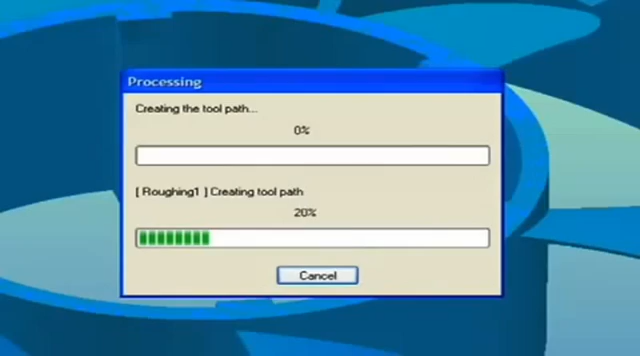 Processing
Creating the tool path...
0%
[ Roughing1 ] Creating tool path
20%
Cancel